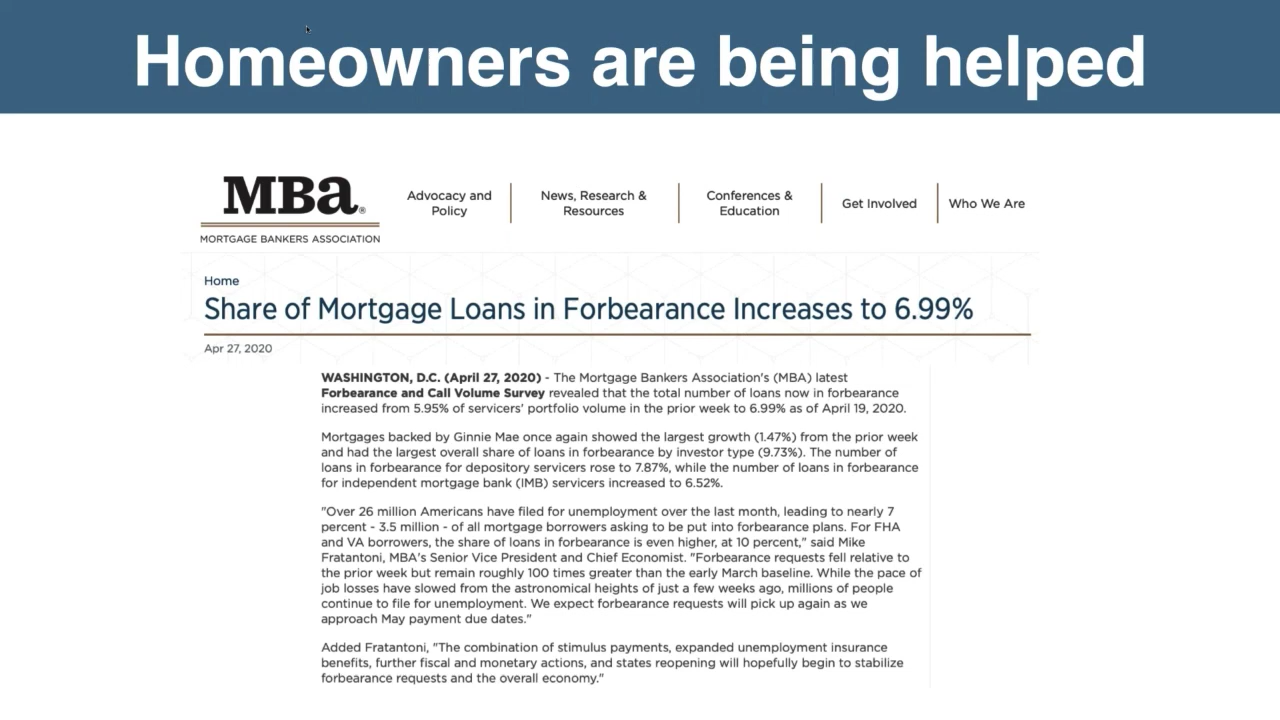 Homeowners are being helped
MBa®
MORTGAGE BANKERS ASSOCIATION
Advocacy and
Policy
News, Research &
Resources
Conferences &
Education
Get Involved
Who We Are
Home
Share of Mortgage Loans in Forbearance Increases to 6.99%
Apr 27, 2020
WASHINGTON, D.C. (April 27, 2020) - The Mortgage Bankers Association's (MBA) latest
Forbearance and Call Volume Survey revealed that the total number of loans now in forbearance
increased from 5.95% of servicers' portfolio volume in the prior week to 6.99% as of April 19, 2020.
Mortgages backed by Ginnie Mae once again showed the largest growth (1.47%) from the prior week
and had the largest overall share of loans in forbearance by investor type (9.73%). The number of
loans in forbearance for depository servicers rose to 7.87%, while the number of loans in forbearance
for independent mortgage bank (IMB) servicers increased to 6.52%.
"Over 26 million Americans have filed for unemployment over the last month, leading to nearly 7
percent - 3.5 million - of all mortgage borrowers asking to be put into forbearance plans. For FHA
and VA borrowers, the share of loans in forbearance is even higher, at 10 percent," said Mike
Fratantoni, MBA's Senior Vice President and Chief Economist. "Forbearance requests fell relative to
the prior week but remain roughly 100 times greater than the early March baseline. While the pace of
job losses have slowed from the astronomical heights of just a few weeks ago, millions of people
continue to file for unemployment. We expect forbearance requests will pick up again as we
approach May payment due dates."
Added Fratantoni, "The combination of stimulus payments, expanded unemployment insurance
benefits, further fiscal and monetary actions, and states reopening will hopefully begin to stabilize
forbearance requests and the overall economy."